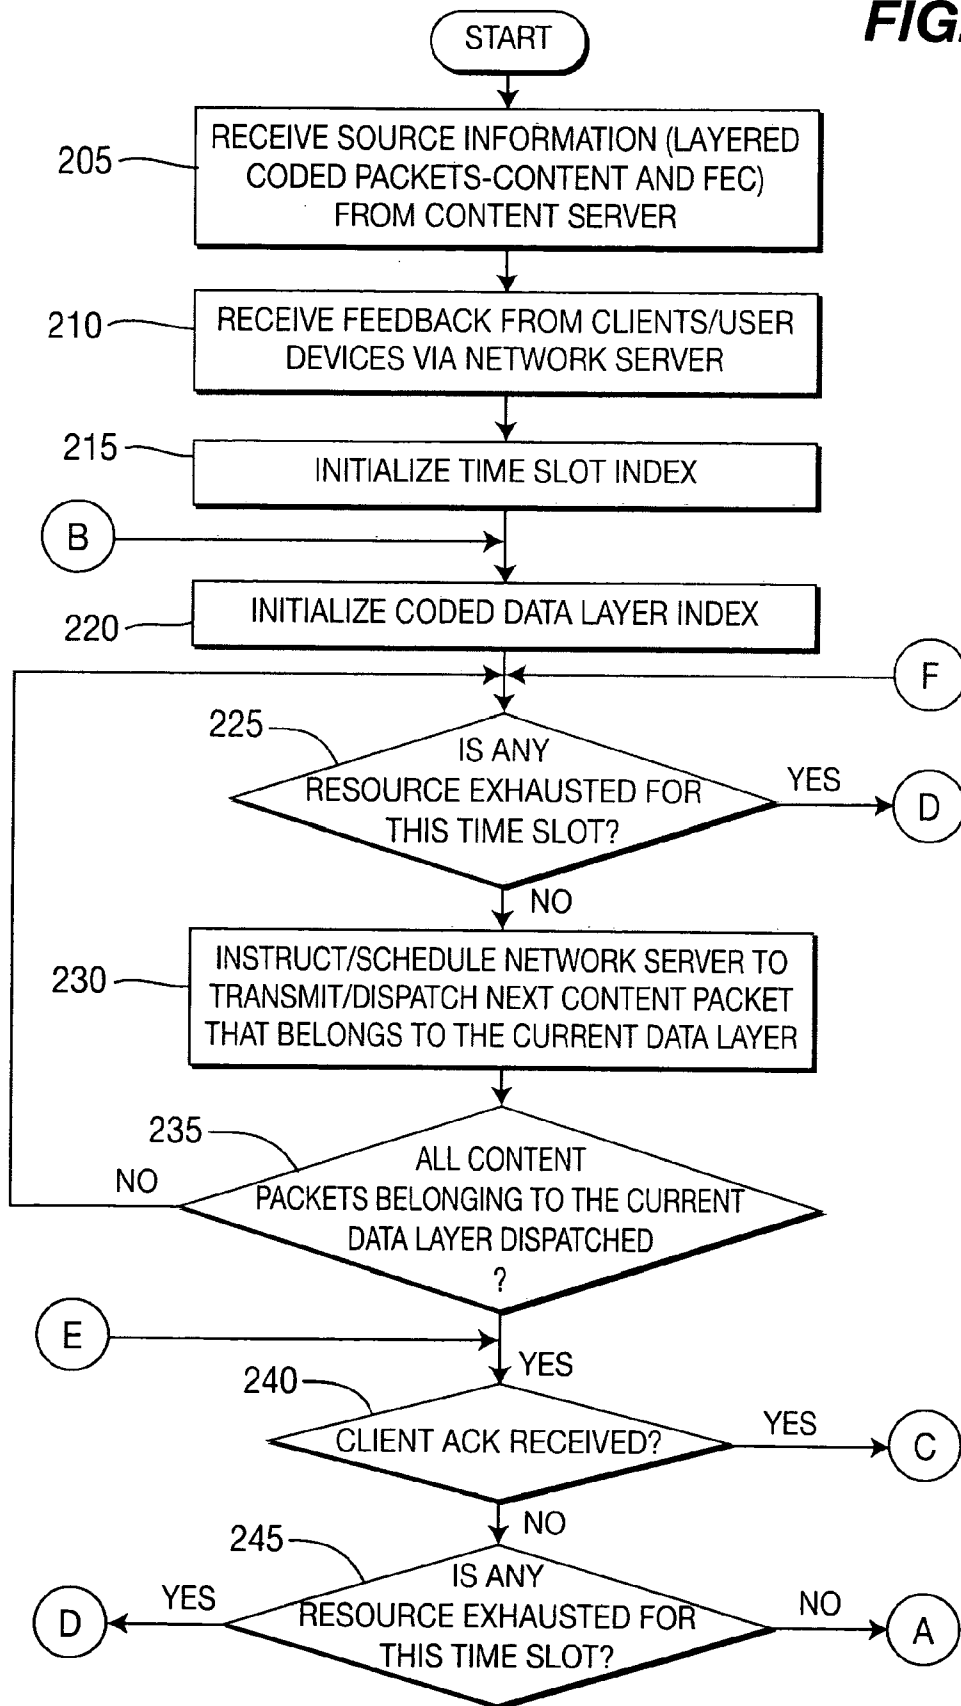 FIG.
START
205
RECEIVE SOURCE INFORMATION (LAYERED
CODED PACKETS-CONTENT AND FEC)
FROM CONTENT SERVER
210
RECEIVE FEEDBACK FROM CLIENTS/USER
DEVICES VIA NETWORK SERVER
215
INITIALIZE TIME SLOT INDEX
B
220
INITIALIZE CODED DATA LAYER INDEX
F
225
IS ANY
RESOURCE EXHAUSTED FOR
THIS TIME SLOT?
YES
D
NO
230
INSTRUCT/SCHEDULE NETWORK SERVER TO
TRANSMIT/DISPATCH NEXT CONTENT PACKET
THAT BELONGS TO THE CURRENT DATA LAYER
235
NO
ALL CONTENT
PACKETS BELONGING TO THE CURRENT
DATA LAYER DISPATCHED
?
E
YES
240
CLIENT ACK RECEIVED?
YES
C
NO
245
IS ANY
RESOURCE EXHAUSTED FOR
THIS TIME SLOT?
YES
D
NO
A